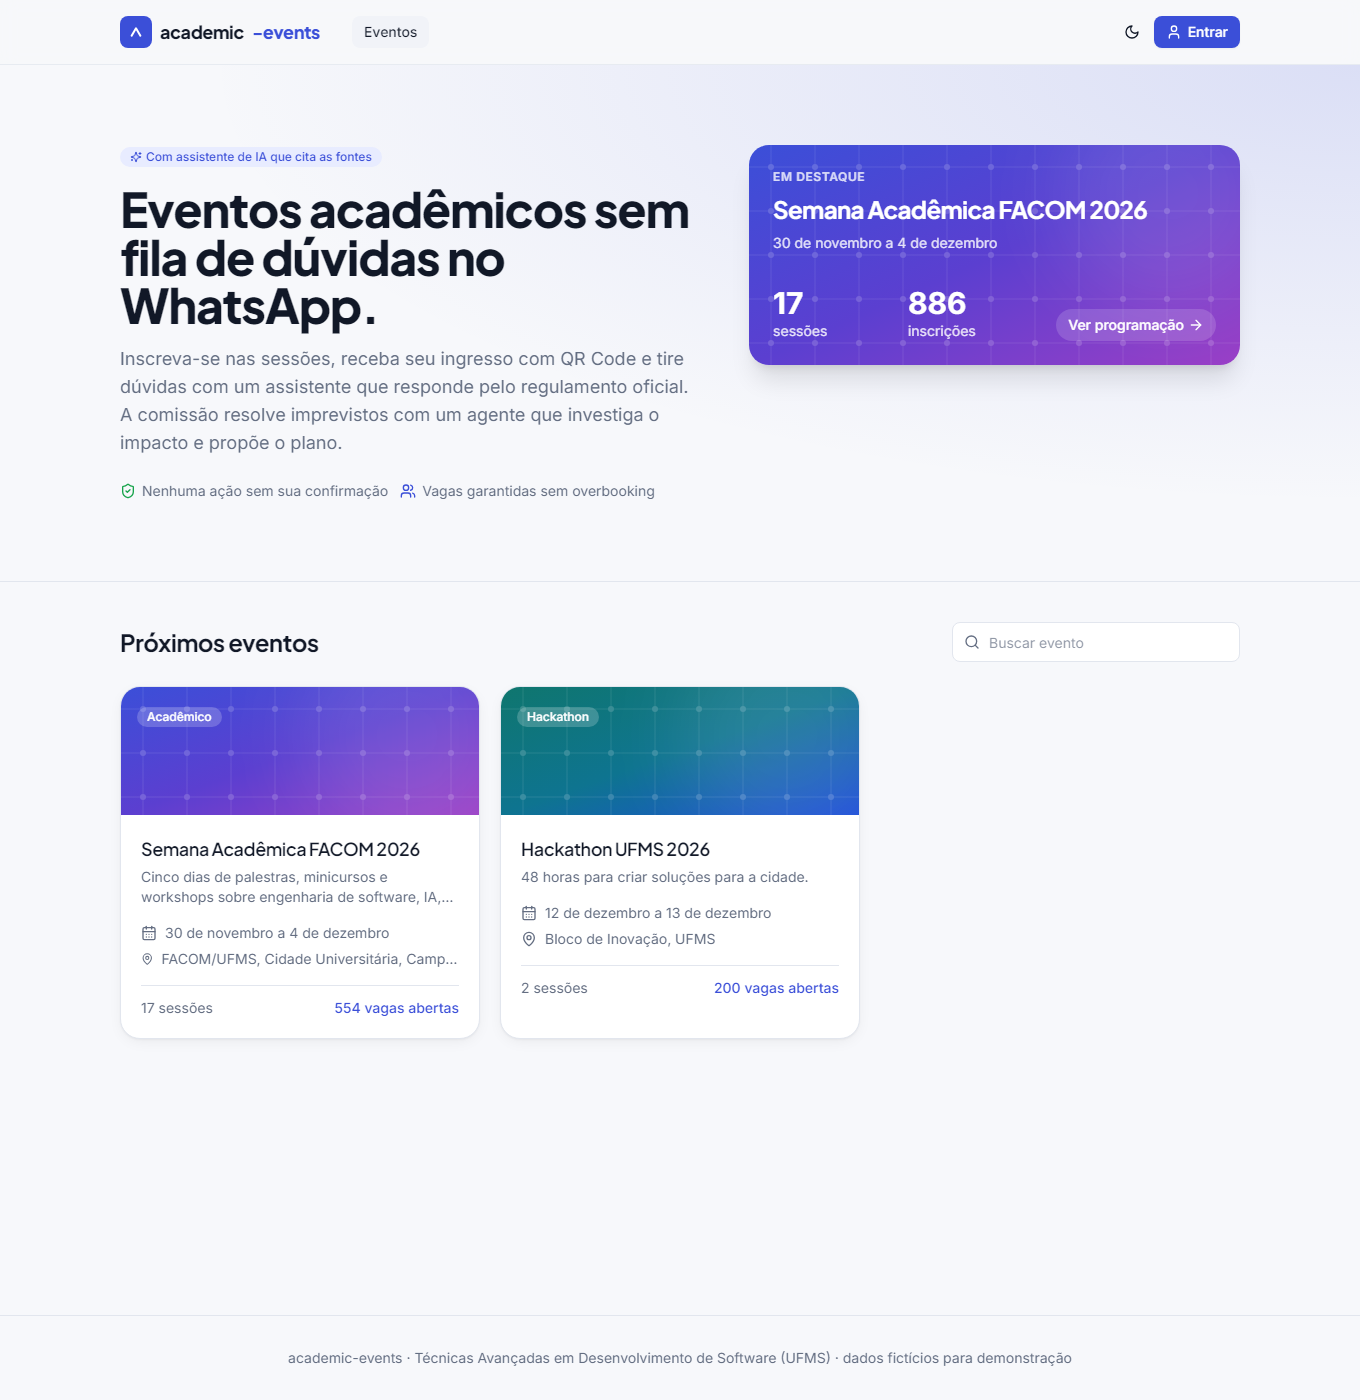 academic -events
Eventos
Entrar
Com assistente de IA que cita as fontes
Eventos acadêmicos sem
fila de dúvidas no
WhatsApp.
Inscreva-se nas sessões, receba seu ingresso com QR Code e tire
dúvidas com um assistente que responde pelo regulamento oficial.
A comissão resolve imprevistos com um agente que investiga o
impacto e propõe o plano.
Nenhuma ação sem sua confirmação
Vagas garantidas sem overbooking
EM DESTAQUE
Semana Acadêmica FACOM 2026
30 de novembro a 4 de dezembro
17
sessões
886
inscrições
Ver programação →
Próximos eventos
Buscar evento
Acadêmico
Semana Acadêmica FACOM 2026
Cinco dias de palestras, minicursos e
workshops sobre engenharia de software, IA,...
30 de novembro a 4 de dezembro
FACOM/UFMS, Cidade Universitária, Camp...
17 sessões
554 vagas abertas
Hackathon
Hackathon UFMS 2026
48 horas para criar soluções para a cidade.
12 de dezembro a 13 de dezembro
Bloco de Inovação, UFMS
2 sessões
200 vagas abertas
academic-events · Técnicas Avançadas em Desenvolvimento de Software (UFMS) · dados fictícios para demonstração